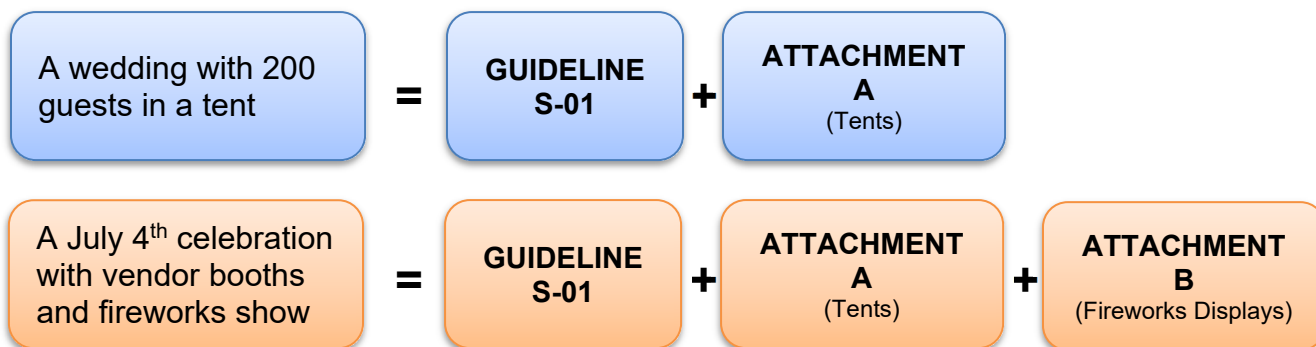 A wedding with 200
guests in a tent
=
GUIDELINE
S-01
+
ATTACHMENT
A
(Tents)
A July 4th celebration
with vendor booths
and fireworks show
=
GUIDELINE
S-01
+
ATTACHMENT
A
(Tents)
+
ATTACHMENT
B
(Fireworks Displays)